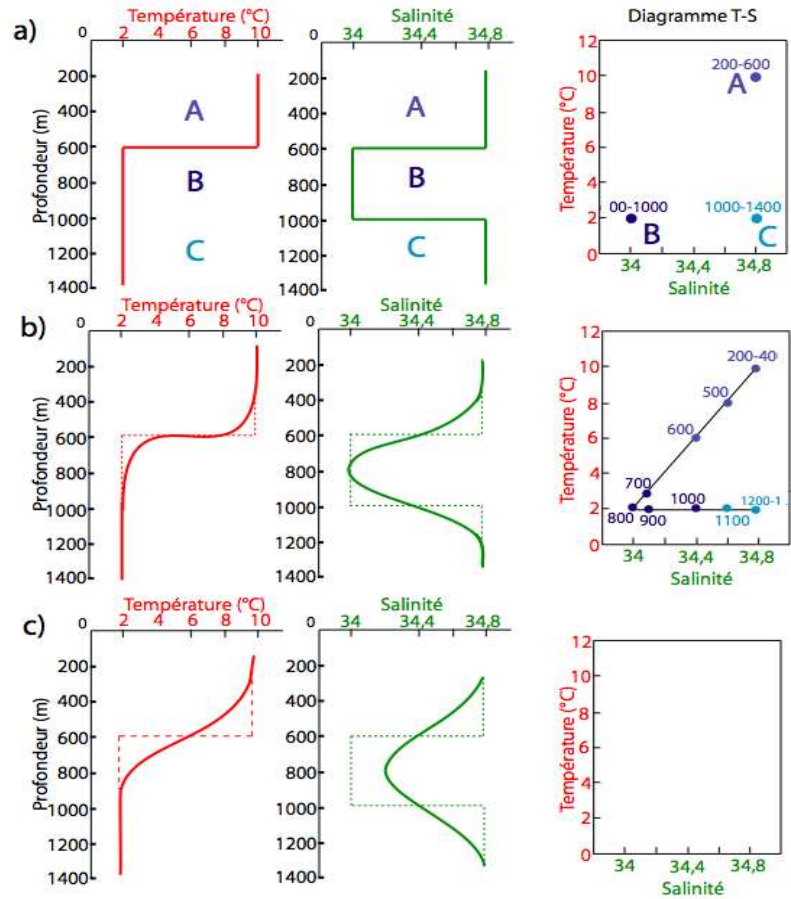 a)
Température (°C)
0 2 6 10
Profondeur (m)
200
400
600
800
1000
1200
1400
A
B
C
Salinité
0 34 34,4 34,8
200
400
600
800
1000
1200
1400
A
B
C
Diagramme T-S
Température (°C)
12
10
8
6
4
2
0
200-600
A
00-1000
B
1000-1400
C
34 34,4 34,8
Salinité
b)
Température (°C)
0 2 4 6 8 10
Profondeur (m)
200
400
600
800
1000
1200
1400
Salinité
0 34 34,4 34,8
200
400
600
800
1000
1200
1400
Température (°C)
12
10
8
6
4
2
0
200-40
500
600
700
800
900
1000
1100
1200-1
34 34,4 34,8
Salinité
c)
Température (°C)
0 2 6 10
Profondeur (m)
200
400
600
800
1000
1200
1400
Salinité
0 34 34,4 34,8
200
400
600
800
1000
1200
1400
Température (°C)
12
10
8
6
4
2
0
34 34,4 34,8
Salinité